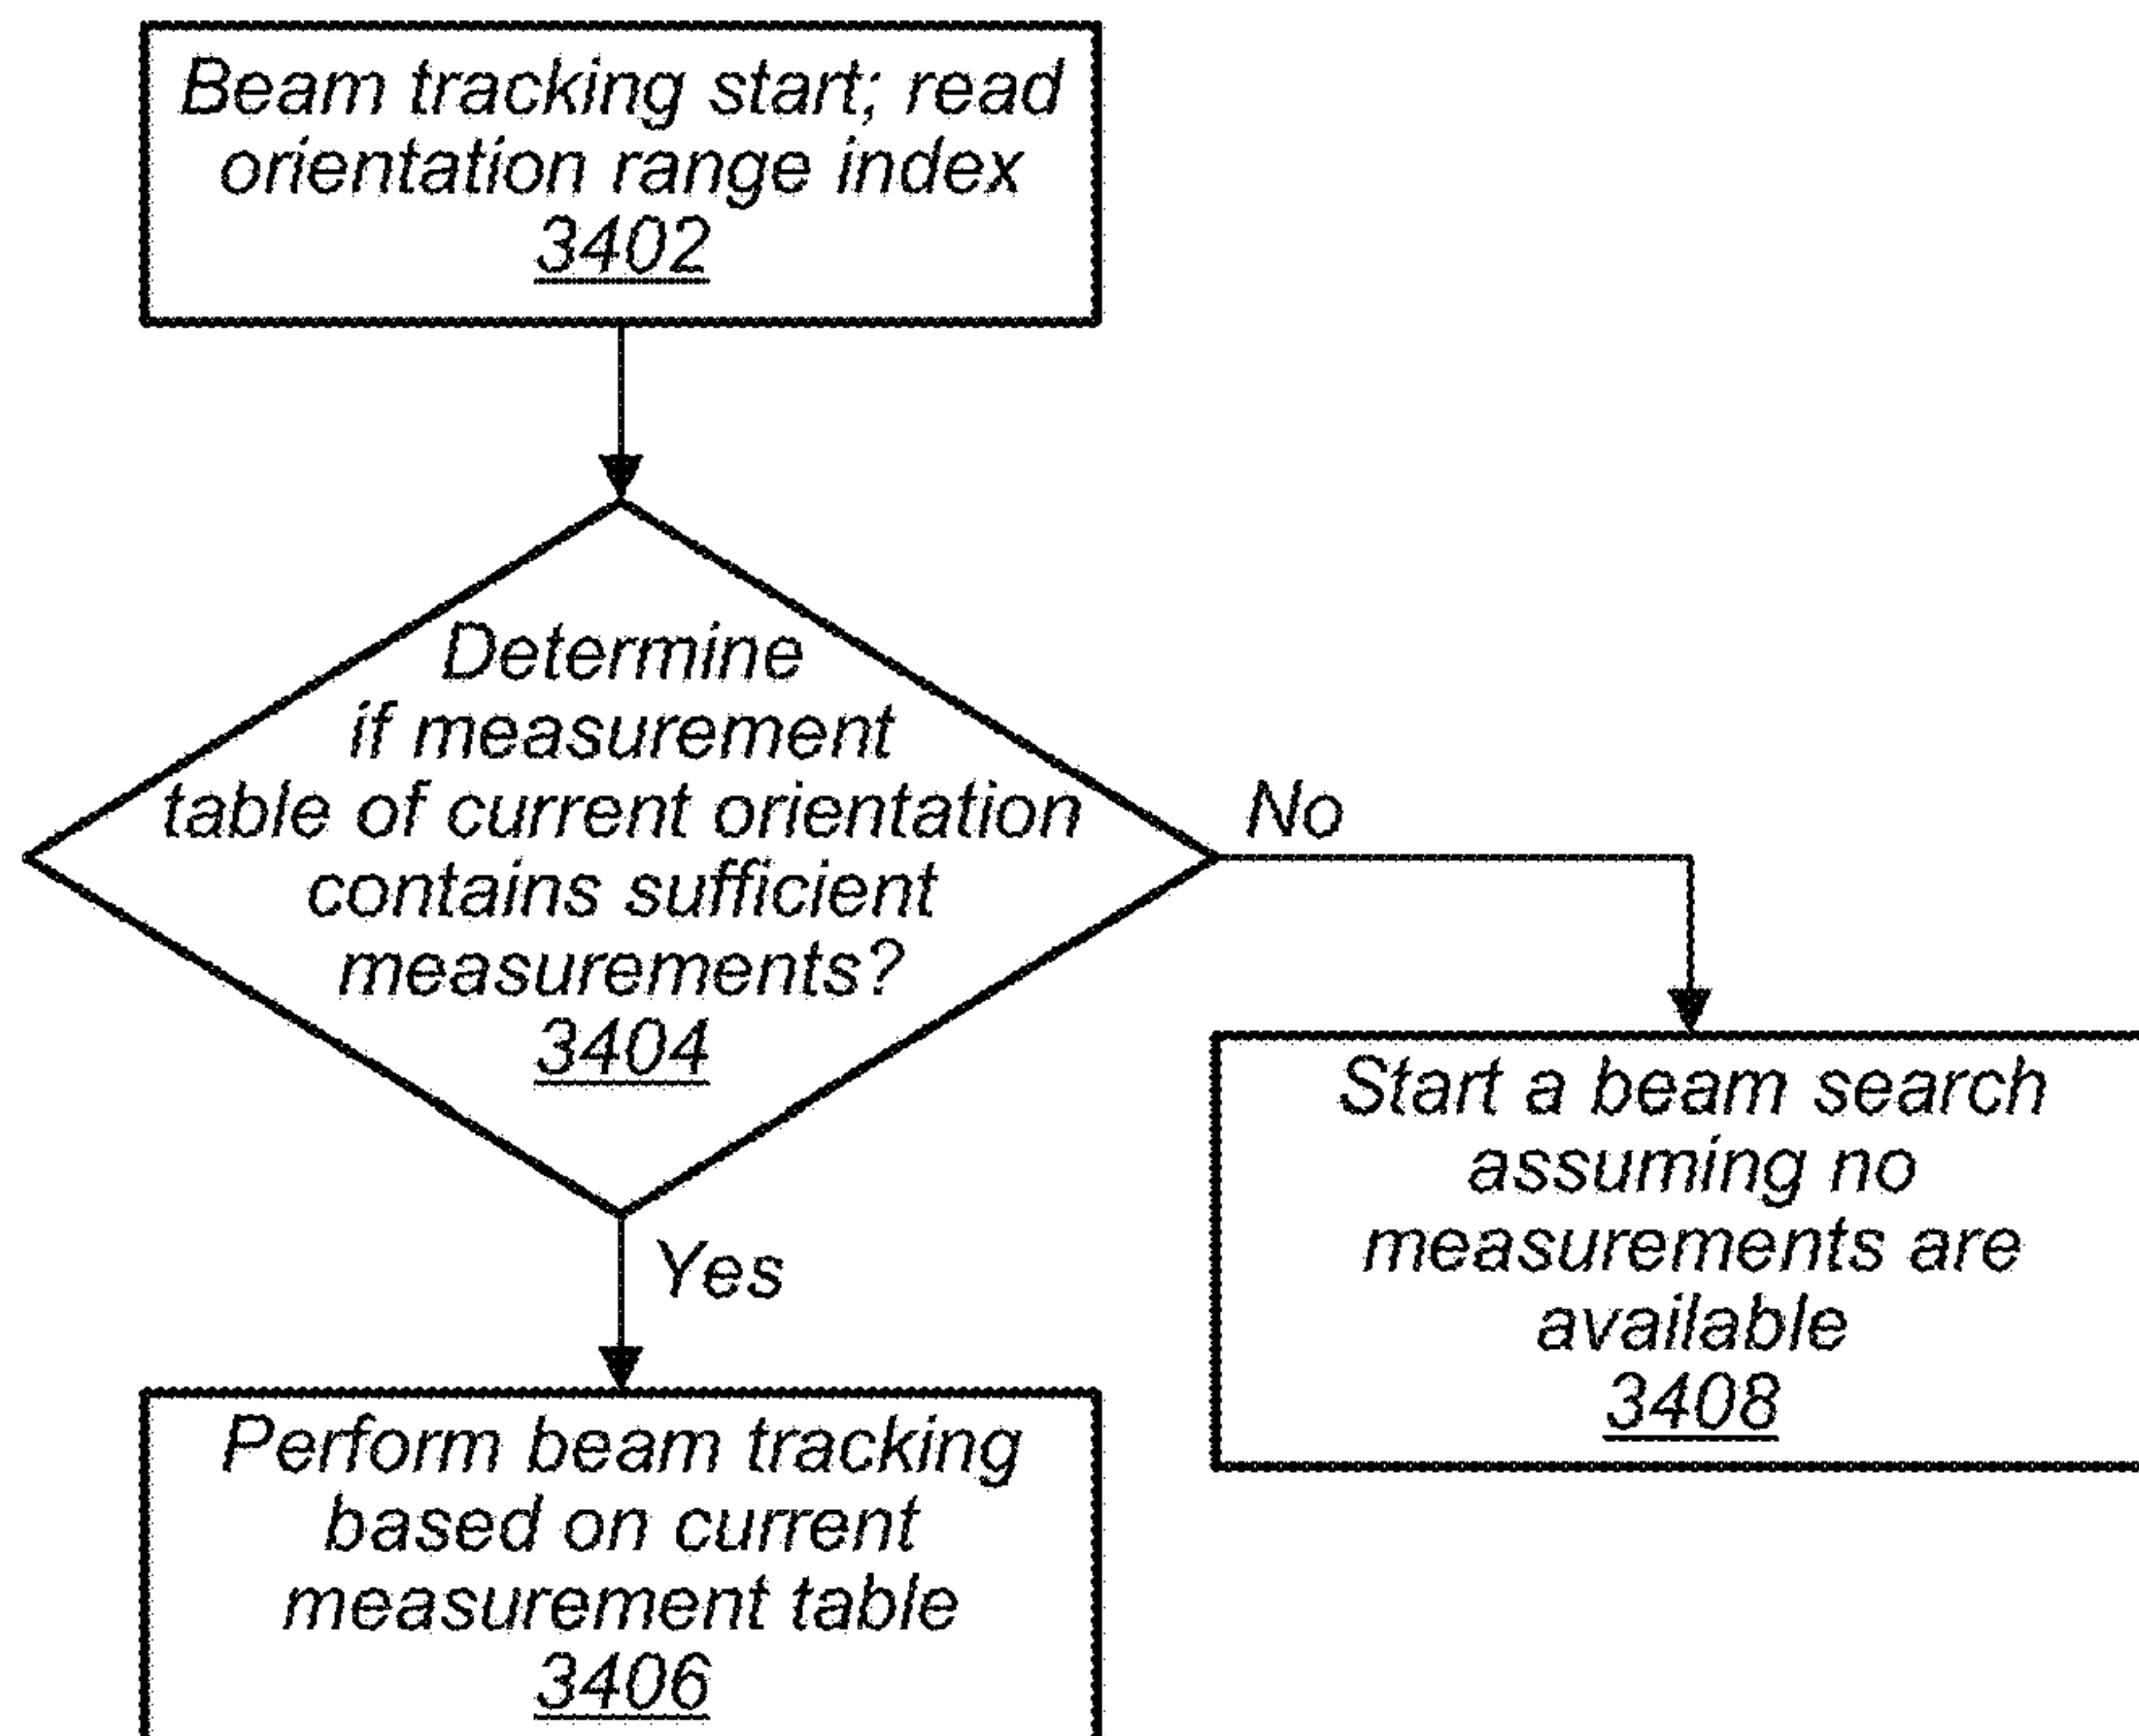 Beam tracking start; read
orientation range index
3402
Determine
if measurement
table of current orientation
contains sufficient
measurements?
3404
No
Yes
Start a beam search
assuming no
measurements are
available
3408
Perform beam tracking
based on current
measurement table
3406